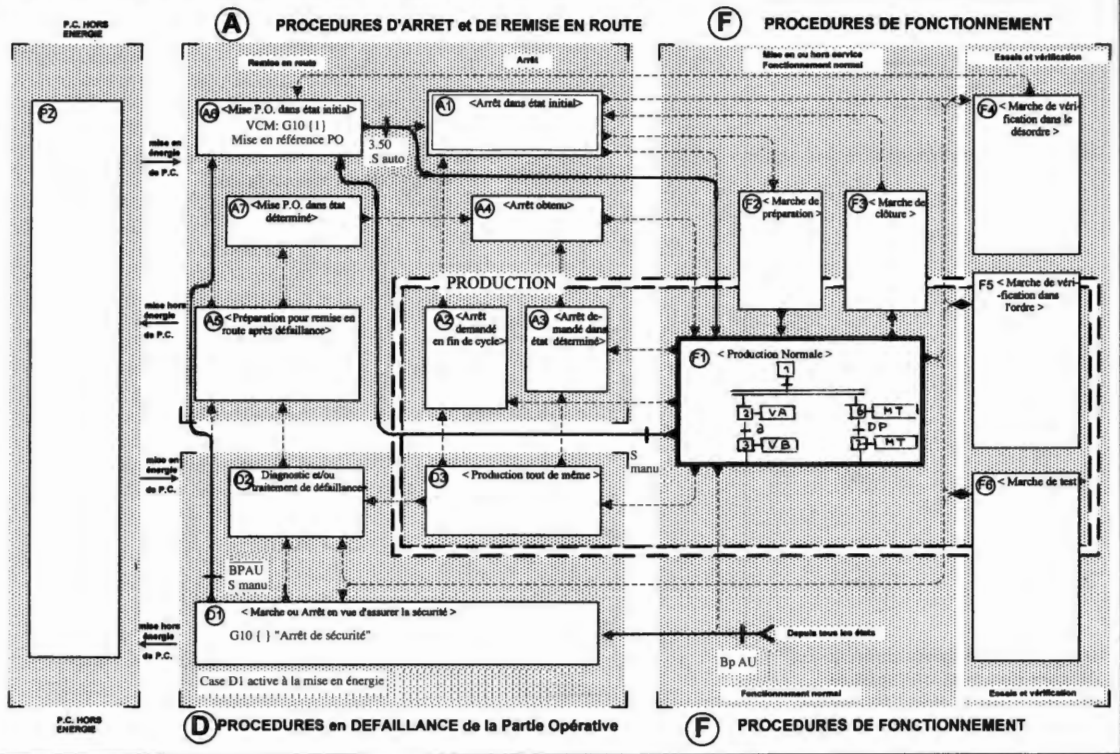 P.C. HORS
ENERGIE
A PROCEDURES D'ARRET et DE REMISE EN ROUTE
F PROCEDURES DE FONCTIONNEMENT
Remise en route
Arrêt
Mise en ou hors service
Fonctionnement normal
Essais et vérification
PZ
mise en
énergie
de P.C.
A6 <Mise P.O. dans état initial>
VCM: G10 {1}
Mise en référence PO
3.50
.S auto
A1 <Arrêt dans état initial>
F4 < Marche de véri-
fication dans le
désordre >
A7 <Mise P.O. dans état
déterminé>
A4 <Arrêt obtenu>
F2 < Marche de
préparation >
F3 < Marche de
clôture >
PRODUCTION
mise hors
énergie
de P.C.
A5 <Préparation pour remise en
route après défaillance>
A2 <Arrêt
demandé
en fin de cycle>
A3 <Arrêt de-
mandé dans
état déterminé>
F5 < Marche de véri-
-fication dans
l'ordre >
F1 < Production Normale >
1
2 VA
6 MT
a
DP
3 VB
7 MT
S
manu
mise en
énergie
de P.C.
D2 Diagnostic et/ou
traitement de défaillance>
D3 < Production tout de même >
F6 < Marche de test>
BPAU
S manu
mise hors
énergie
de P.C.
D1 < Marche ou Arrêt en vue d'assurer la sécurité >
G10 { } "Arrêt de sécurité"
Depuis tous les états
Bp AU
Case D1 active à la mise en énergie
Fonctionnement normal
Essais et vérification
P.C. HORS
ENERGIE
D PROCEDURES en DEFAILLANCE de la Partie Opérative
F PROCEDURES DE FONCTIONNEMENT